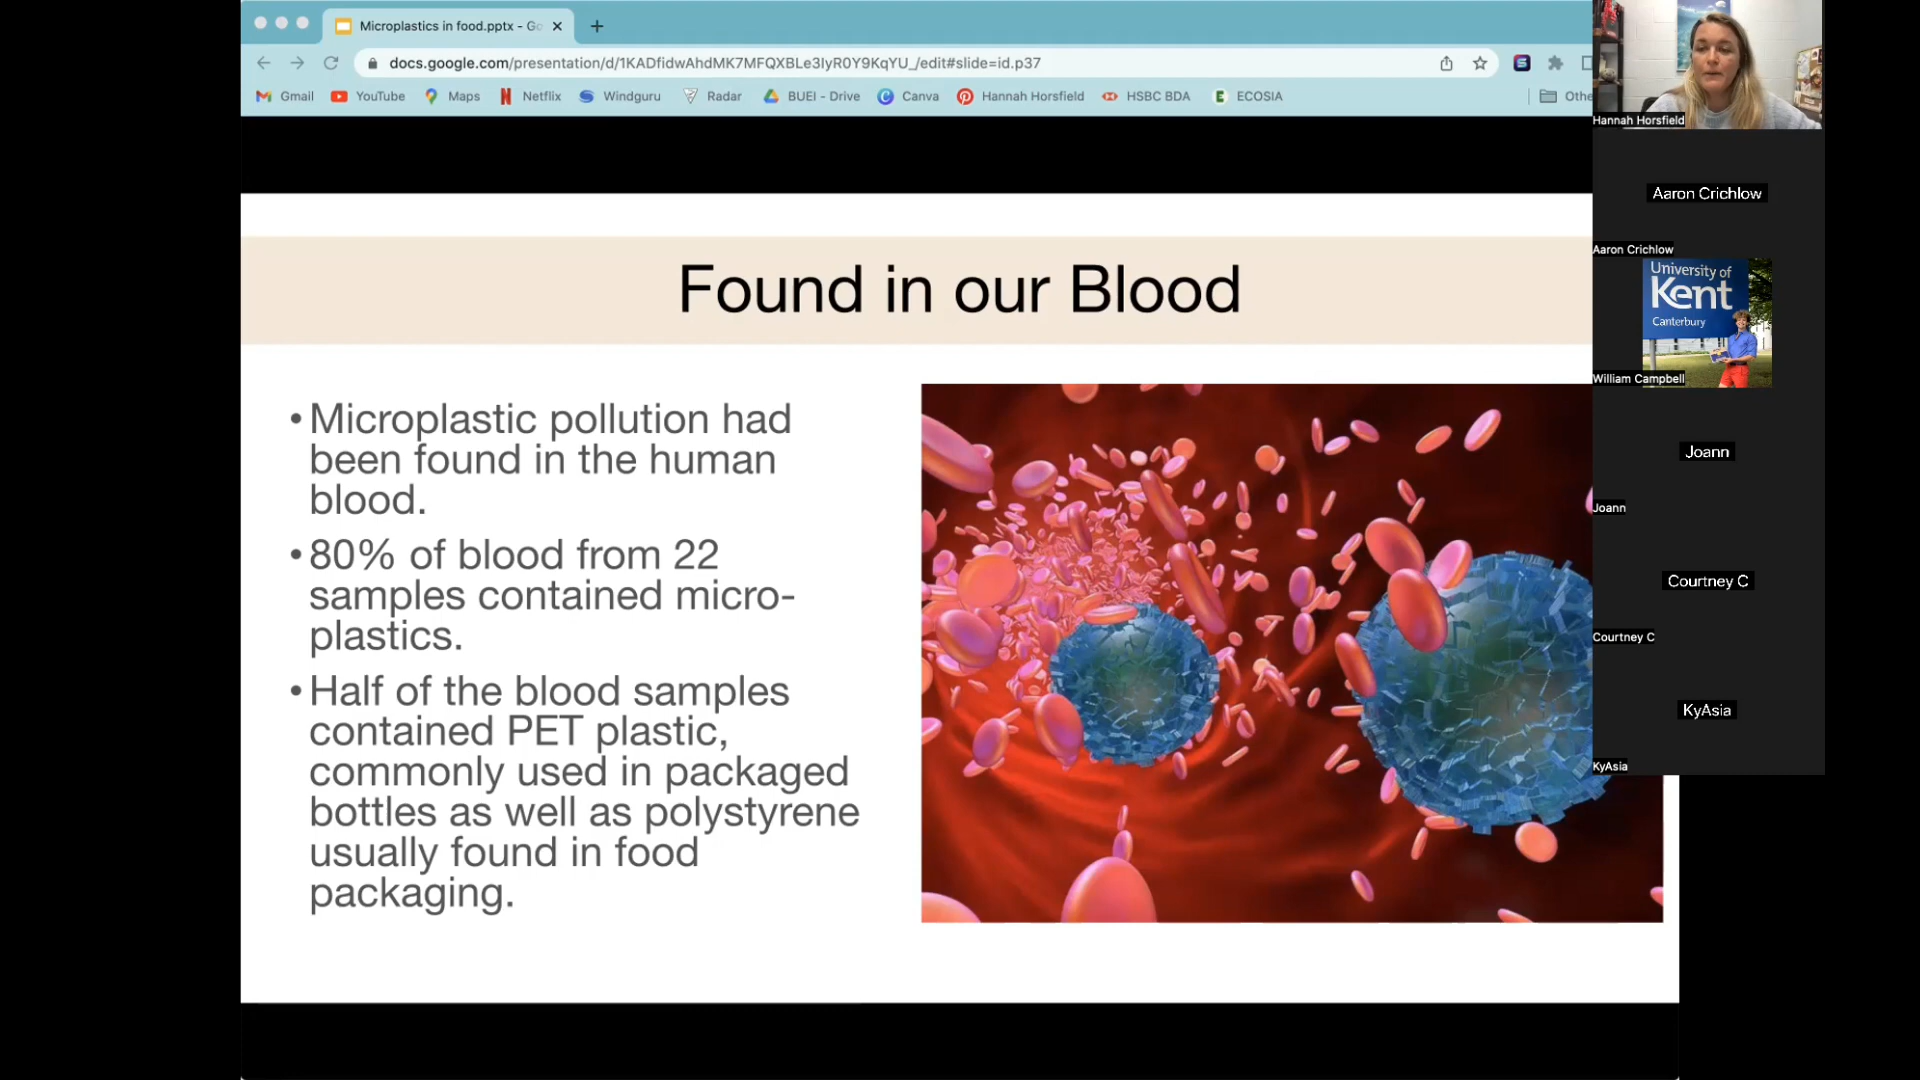 Microplastics in food.pptx - Go
docs.google.com/presentation/d/1KADfidwAhdMK7MFQXBLe3IyR0Y9KqYU_/edit#slide=id.p37
Gmail YouTube Maps Netflix Windguru Radar BUEI - Drive Canva Hannah Horsfield HSBC BDA ECOSIA Othe
Found in our Blood
•Microplastic pollution had
been found in the human
blood.
•80% of blood from 22
samples contained micro-
plastics.
•Half of the blood samples
contained PET plastic,
commonly used in packaged
bottles as well as polystyrene
usually found in food
packaging.
Hannah Horsfield
Aaron Crichlow
Aaron Crichlow
University of
Kent
Canterbury
William Campbell
Joann
Joann
Courtney C
Courtney C
KyAsia
KyAsia